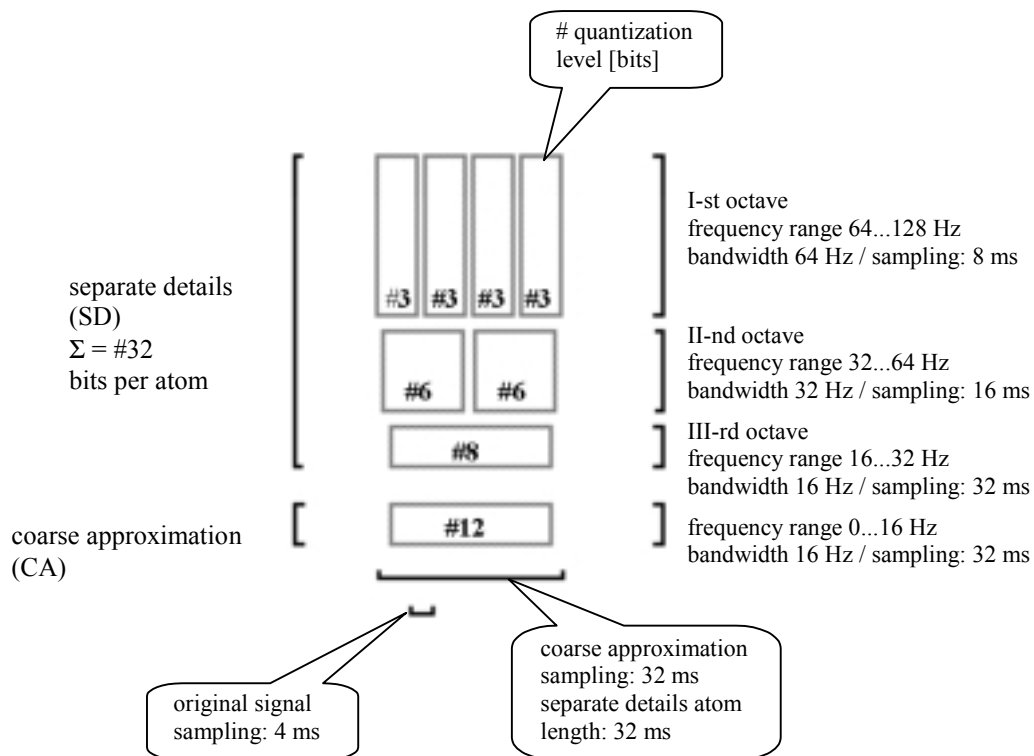 # quantization
level [bits]
separate details
(SD)
Σ = #32
bits per atom
#3 #3 #3 #3
I-st octave
frequency range 64...128 Hz
bandwidth 64 Hz / sampling: 8 ms
#6 #6
II-nd octave
frequency range 32...64 Hz
bandwidth 32 Hz / sampling: 16 ms
#8
III-rd octave
frequency range 16...32 Hz
bandwidth 16 Hz / sampling: 32 ms
coarse approximation
(CA)
#12
frequency range 0...16 Hz
bandwidth 16 Hz / sampling: 32 ms
original signal
sampling: 4 ms
coarse approximation
sampling: 32 ms
separate details atom
length: 32 ms